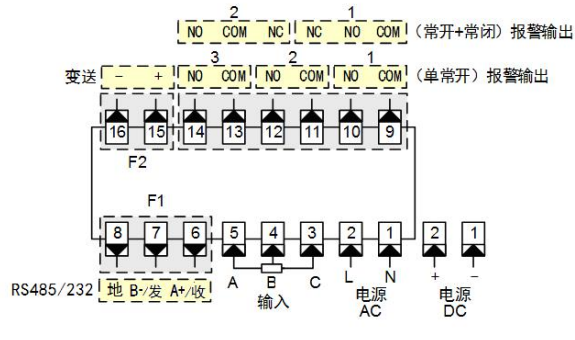 2 1
NO COM NC NC NO COM (常开+常闭) 报警输出
3 2 1
变送 - + NO COM NO COM NO COM (单常开) 报警输出
16 15 14 13 12 11 10 9
F2
F1
8 7 6 5 4 3 2 1 2 1
A B C L N + -
RS485/232 地 B-/发 A+/收 输入 电源 电源
AC DC